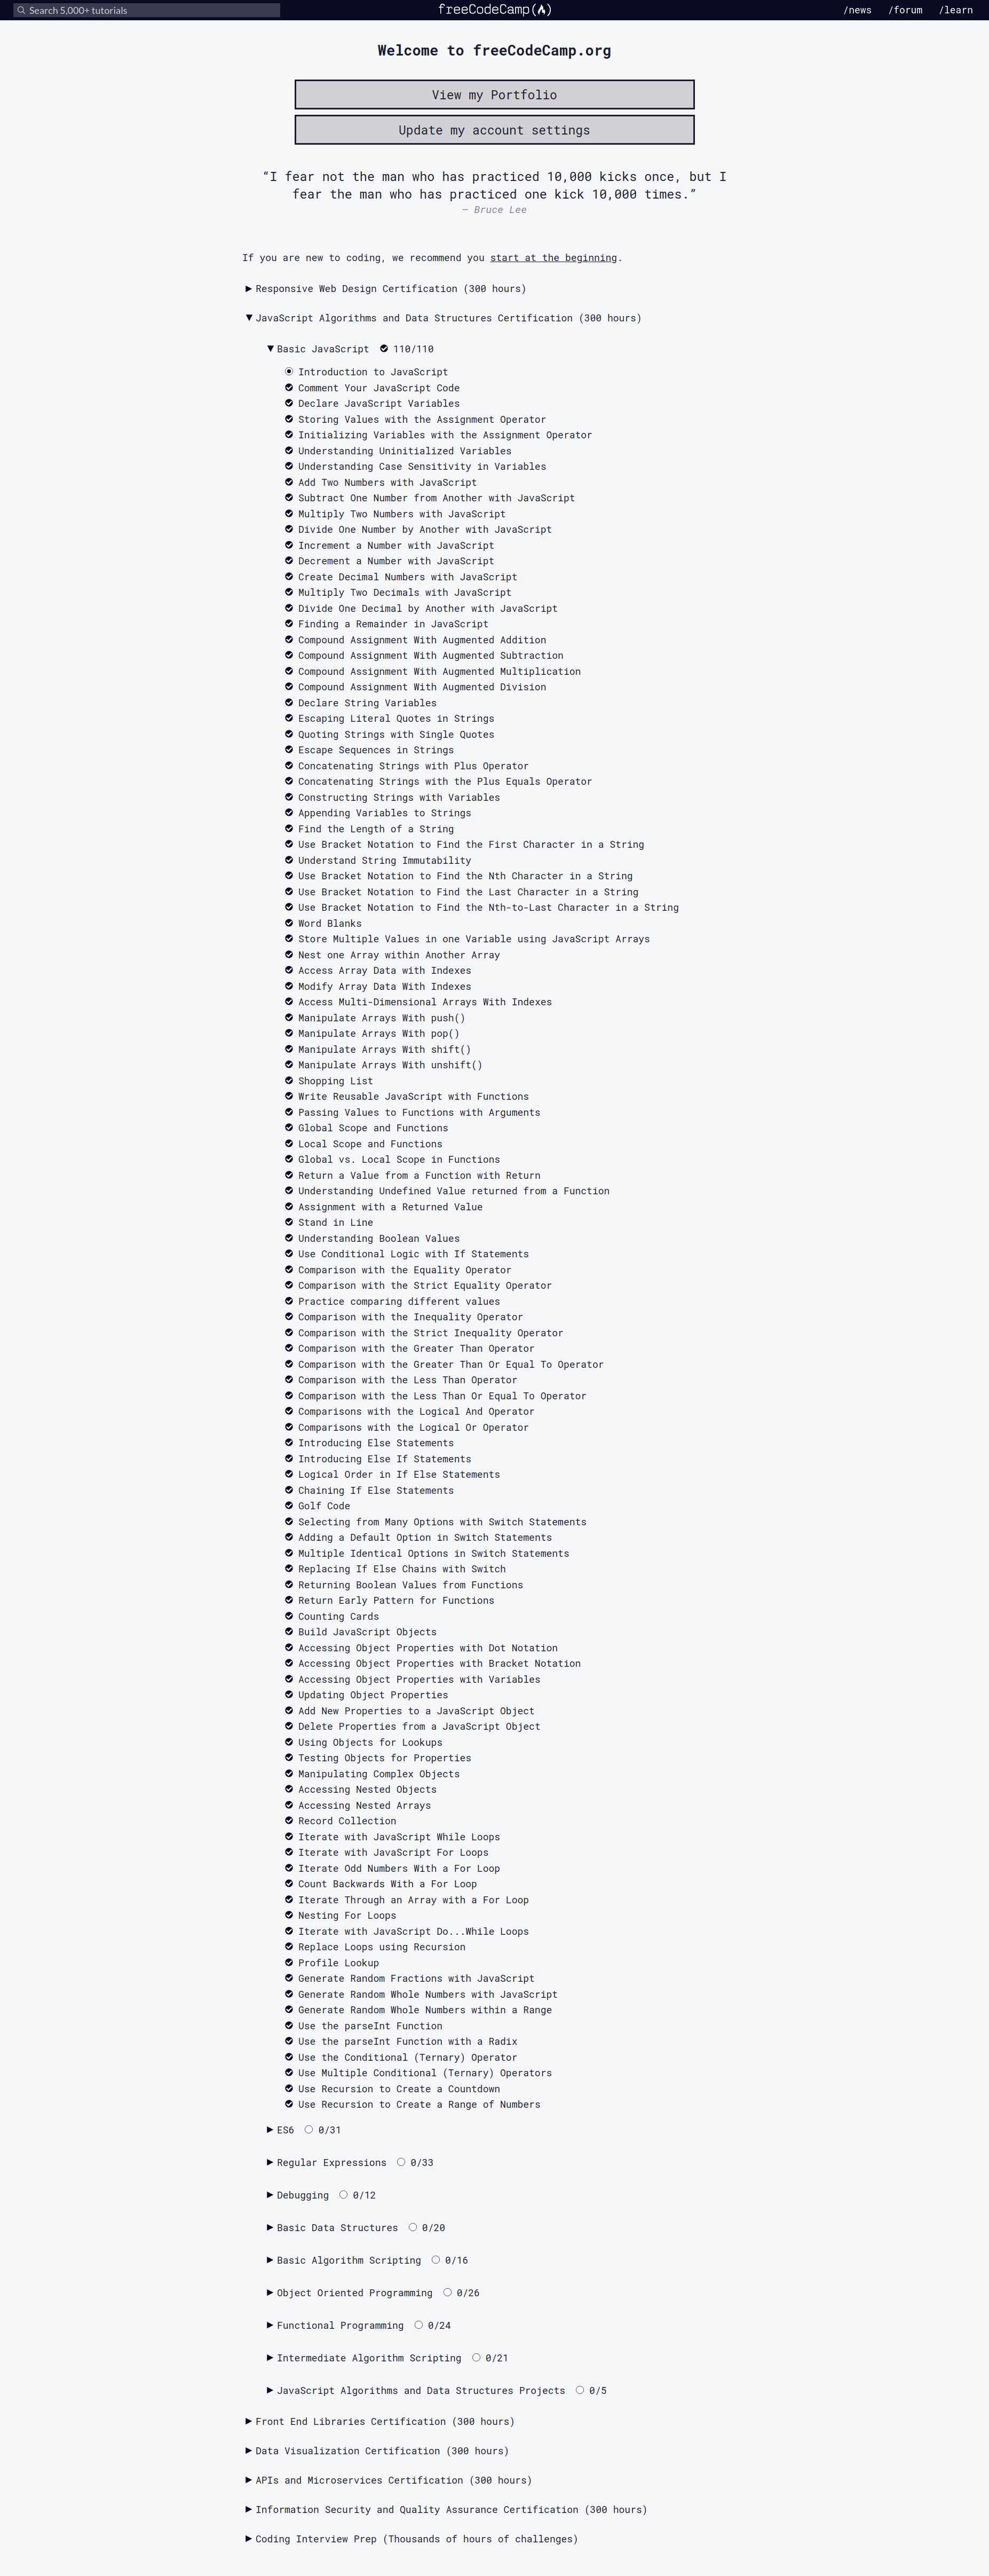 Search 5,000+ tutorials
freeCodeCamp
/news
/forum
/learn
Welcome to freeCodeCamp.org
View my Portfolio
Update my account settings
“I fear not the man who has practiced 10,000 kicks once, but I
fear the man who has practiced one kick 10,000 times.”
— Bruce Lee
If you are new to coding, we recommend you start at the beginning.
Responsive Web Design Certification (300 hours)
JavaScript Algorithms and Data Structures Certification (300 hours)
Basic JavaScript 110/110
Introduction to JavaScript
Comment Your JavaScript Code
Declare JavaScript Variables
Storing Values with the Assignment Operator
Initializing Variables with the Assignment Operator
Understanding Uninitialized Variables
Understanding Case Sensitivity in Variables
Add Two Numbers with JavaScript
Subtract One Number from Another with JavaScript
Multiply Two Numbers with JavaScript
Divide One Number by Another with JavaScript
Increment a Number with JavaScript
Decrement a Number with JavaScript
Create Decimal Numbers with JavaScript
Multiply Two Decimals with JavaScript
Divide One Decimal by Another with JavaScript
Finding a Remainder in JavaScript
Compound Assignment With Augmented Addition
Compound Assignment With Augmented Subtraction
Compound Assignment With Augmented Multiplication
Compound Assignment With Augmented Division
Declare String Variables
Escaping Literal Quotes in Strings
Quoting Strings with Single Quotes
Escape Sequences in Strings
Concatenating Strings with Plus Operator
Concatenating Strings with the Plus Equals Operator
Constructing Strings with Variables
Appending Variables to Strings
Find the Length of a String
Use Bracket Notation to Find the First Character in a String
Understand String Immutability
Use Bracket Notation to Find the Nth Character in a String
Use Bracket Notation to Find the Last Character in a String
Use Bracket Notation to Find the Nth-to-Last Character in a String
Word Blanks
Store Multiple Values in one Variable using JavaScript Arrays
Nest one Array within Another Array
Access Array Data with Indexes
Modify Array Data With Indexes
Access Multi-Dimensional Arrays With Indexes
Manipulate Arrays With push()
Manipulate Arrays With pop()
Manipulate Arrays With shift()
Manipulate Arrays With unshift()
Shopping List
Write Reusable JavaScript with Functions
Passing Values to Functions with Arguments
Global Scope and Functions
Local Scope and Functions
Global vs. Local Scope in Functions
Return a Value from a Function with Return
Understanding Undefined Value returned from a Function
Assignment with a Returned Value
Stand in Line
Understanding Boolean Values
Use Conditional Logic with If Statements
Comparison with the Equality Operator
Comparison with the Strict Equality Operator
Practice comparing different values
Comparison with the Inequality Operator
Comparison with the Strict Inequality Operator
Comparison with the Greater Than Operator
Comparison with the Greater Than Or Equal To Operator
Comparison with the Less Than Operator
Comparison with the Less Than Or Equal To Operator
Comparisons with the Logical And Operator
Comparisons with the Logical Or Operator
Introducing Else Statements
Introducing Else If Statements
Logical Order in If Else Statements
Chaining If Else Statements
Golf Code
Selecting from Many Options with Switch Statements
Adding a Default Option in Switch Statements
Multiple Identical Options in Switch Statements
Replacing If Else Chains with Switch
Returning Boolean Values from Functions
Return Early Pattern for Functions
Counting Cards
Build JavaScript Objects
Accessing Object Properties with Dot Notation
Accessing Object Properties with Bracket Notation
Accessing Object Properties with Variables
Updating Object Properties
Add New Properties to a JavaScript Object
Delete Properties from a JavaScript Object
Using Objects for Lookups
Testing Objects for Properties
Manipulating Complex Objects
Accessing Nested Objects
Accessing Nested Arrays
Record Collection
Iterate with JavaScript While Loops
Iterate with JavaScript For Loops
Iterate Odd Numbers With a For Loop
Count Backwards With a For Loop
Iterate Through an Array with a For Loop
Nesting For Loops
Iterate with JavaScript Do...While Loops
Replace Loops using Recursion
Profile Lookup
Generate Random Fractions with JavaScript
Generate Random Whole Numbers with JavaScript
Generate Random Whole Numbers within a Range
Use the parseInt Function
Use the parseInt Function with a Radix
Use the Conditional (Ternary) Operator
Use Multiple Conditional (Ternary) Operators
Use Recursion to Create a Countdown
Use Recursion to Create a Range of Numbers
ES6 0/31
Regular Expressions 0/33
Debugging 0/12
Basic Data Structures 0/20
Basic Algorithm Scripting 0/16
Object Oriented Programming 0/26
Functional Programming 0/24
Intermediate Algorithm Scripting 0/21
JavaScript Algorithms and Data Structures Projects 0/5
Front End Libraries Certification (300 hours)
Data Visualization Certification (300 hours)
APIs and Microservices Certification (300 hours)
Information Security and Quality Assurance Certification (300 hours)
Coding Interview Prep (Thousands of hours of challenges)